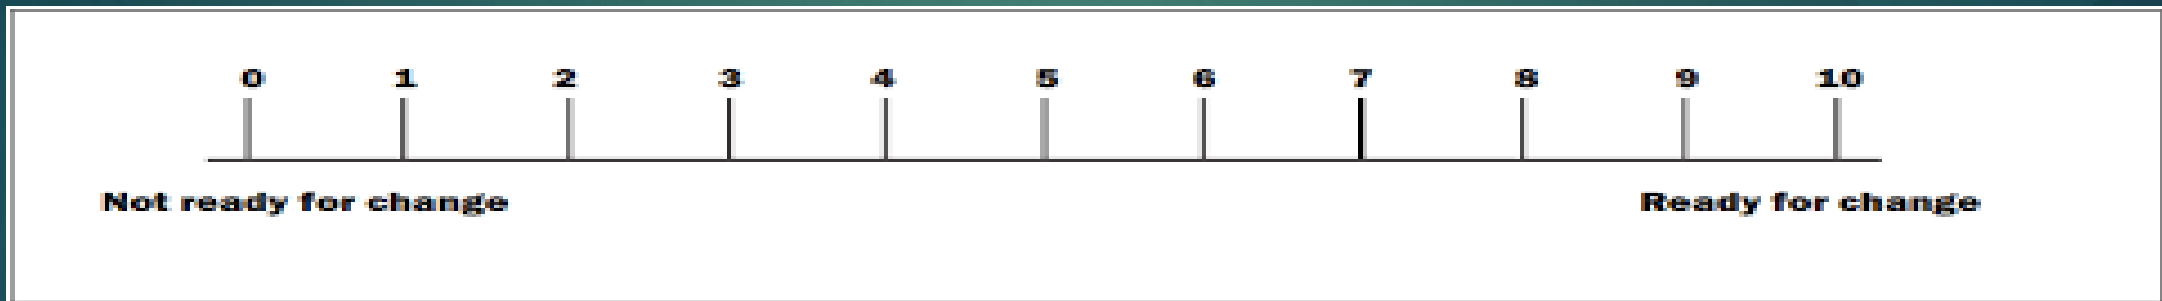 0 1 2 3 4 5 6 7 8 9 10
Not ready for change Ready for change